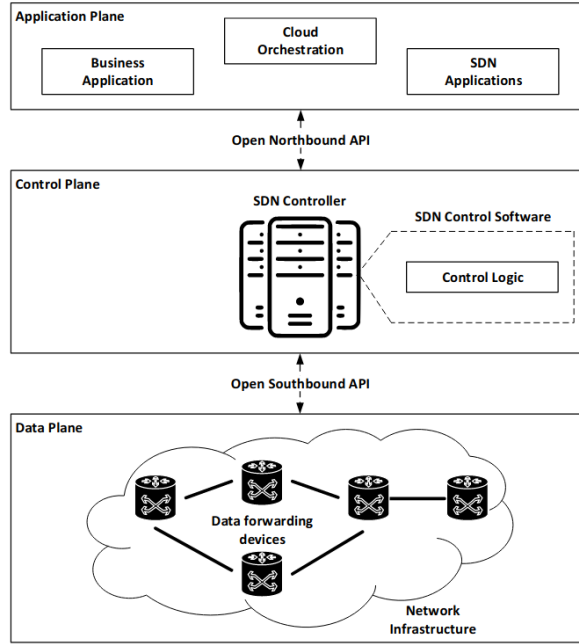 Application Plane
Cloud
Orchestration
Business
Application
SDN
Applications
Open Northbound API
Control Plane
SDN Controller
SDN Control Software
Control Logic
Open Southbound API
Data Plane
Data forwarding
devices
Network
Infrastructure